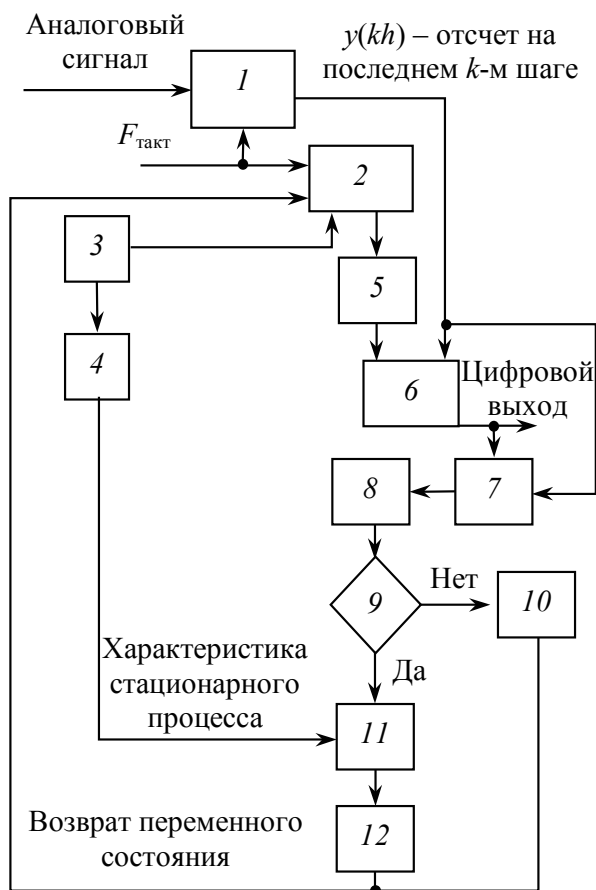 Аналоговый
сигнал
y(kh) – отсчет на
последнем k-м шаге
1
Fтакт
2
3
5
4
6
Цифровой
выход
8
7
9
Нет
10
Да
Характеристика
стационарного
процесса
11
12
Возврат переменного
состояния